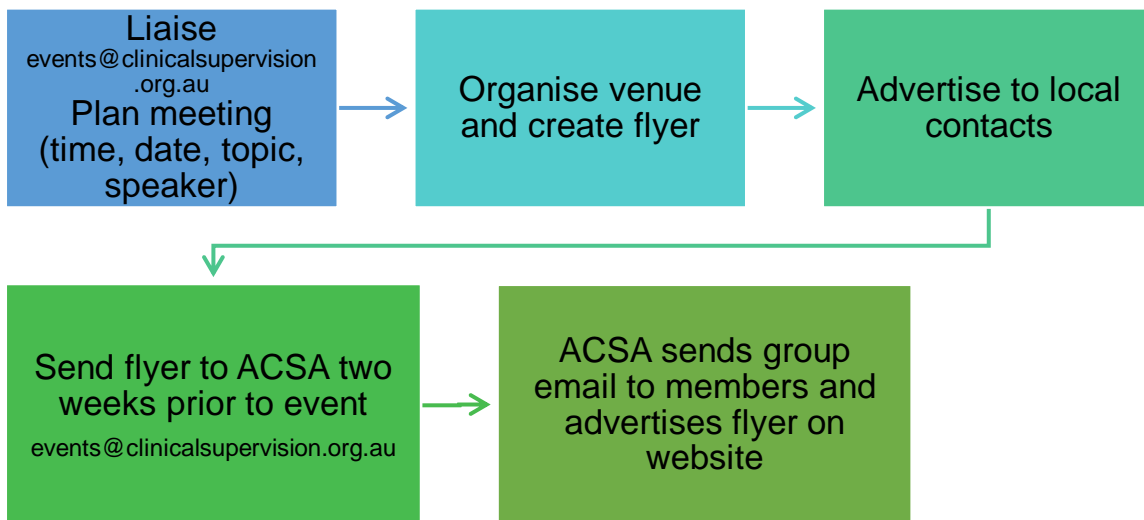 Liaise
events@clinicalsupervision
.org.au
Plan meeting
(time, date, topic,
speaker)
Organise venue
and create flyer
Advertise to local
contacts
Send flyer to ACSA two
weeks prior to event
events@clinicalsupervision.org.au
ACSA sends group
email to members and
advertises flyer on
website